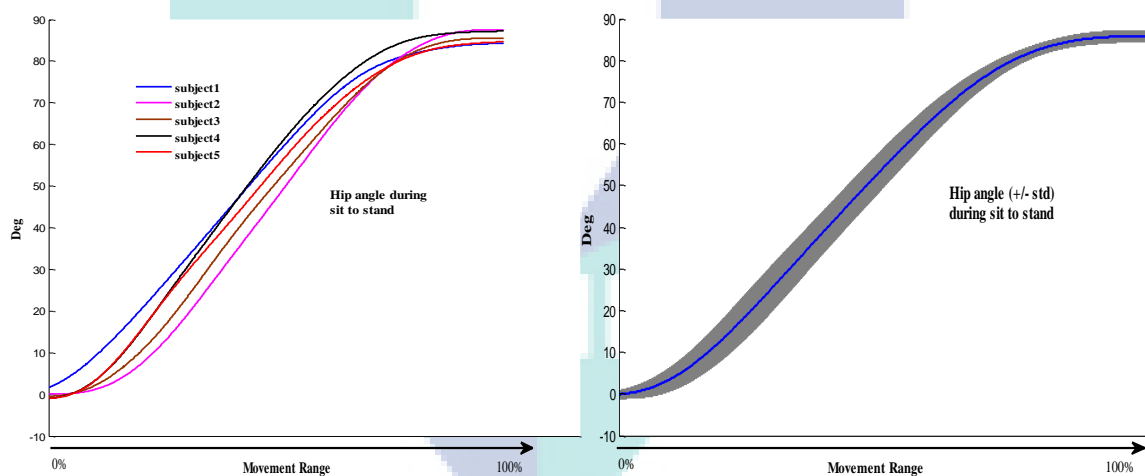 90
80
70
60
50
40
30
20
10
0
-10
Deg
subject1
subject2
subject3
subject4
subject5
Hip angle during
sit to stand
0%
Movement Range
100%
90
80
70
60
50
40
30
20
10
0
-10
Deg
Hip angle (+/- std)
during sit to stand
0%
Movement Range
100%